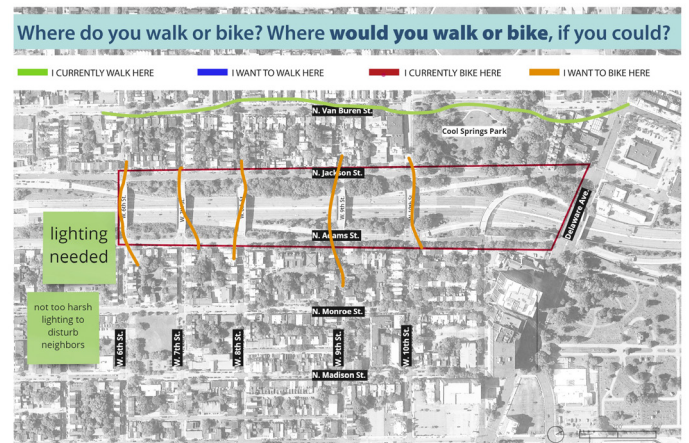 Where do you walk or bike? Where would you walk or bike, if you could?
I CURRENTLY WALK HERE
I WANT TO WALK HERE
I CURRENTLY BIKE HERE
I WANT TO BIKE HERE
N. Van Buren St.
Cool Springs Park
N. Jackson St.
W. 9th St.
Delaware Ave.
N. Adams St.
lighting
needed
not too harsh
lighting to
disturb
neighbors
N. Monroe St.
W. 6th St.
W. 7th St.
W. 8th St.
W. 9th St.
W. 10th St.
N. Madison St.